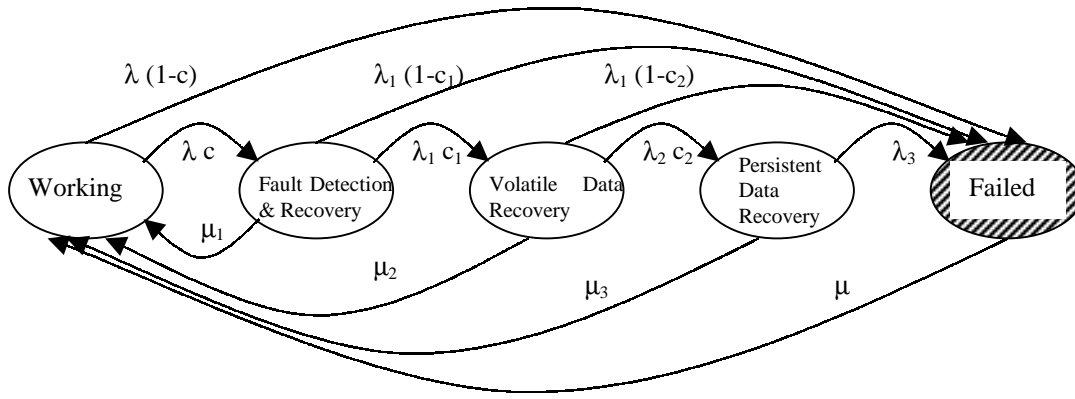 λ (1-c)
λ₁ (1-c₁)
λ₁ (1-c₂)
λ c
λ₁ c₁
λ₂ c₂
λ₃
Working
Fault Detection
& Recovery
Volatile Data
Recovery
Persistent
Data
Recovery
Failed
μ₁
μ₂
μ₃
μ